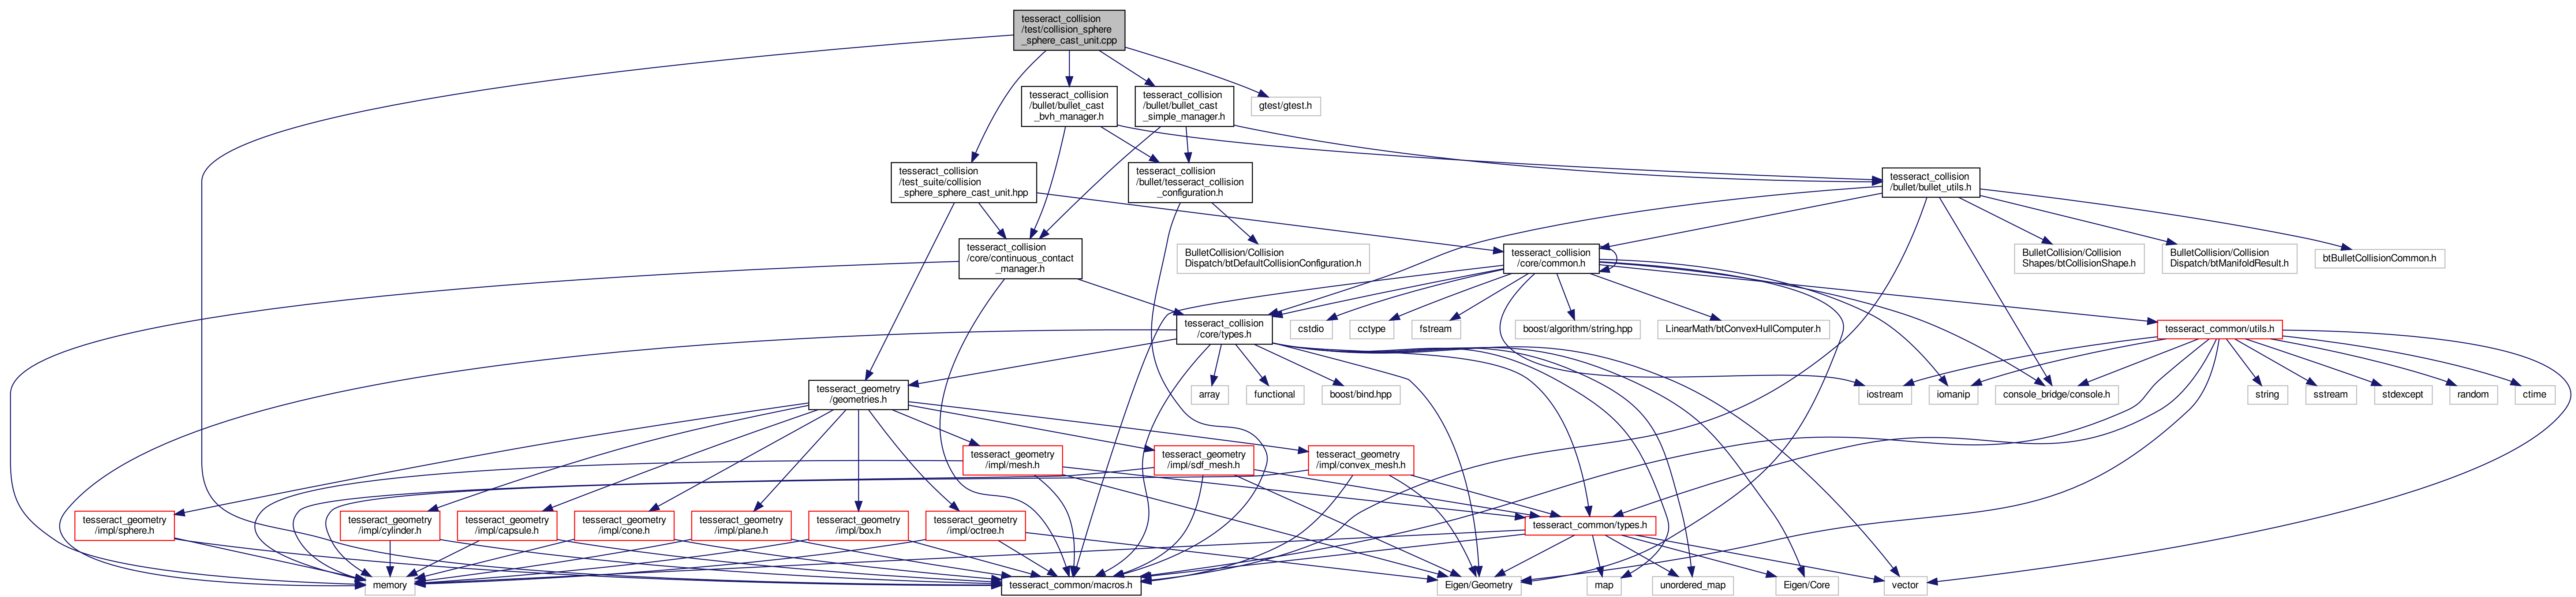 tesseract_collision
/test/collision_sphere
_sphere_cast_unit.cpp
tesseract_collision
/bullet/bullet_cast
_bvh_manager.h
tesseract_collision
/bullet/bullet_cast
_simple_manager.h
gtest/gtest.h
tesseract_collision
/test_suite/collision
_sphere_sphere_cast_unit.hpp
tesseract_collision
/bullet/tesseract_collision
_configuration.h
tesseract_collision
/bullet/bullet_utils.h
tesseract_collision
/core/continuous_contact
_manager.h
BulletCollision/Collision
Dispatch/btDefaultCollisionConfiguration.h
tesseract_collision
/core/common.h
BulletCollision/Collision
Shapes/btCollisionShape.h
BulletCollision/Collision
Dispatch/btManifoldResult.h
btBulletCollisionCommon.h
tesseract_collision
/core/types.h
cstdio
cctype
fstream
boost/algorithm/string.hpp
LinearMath/btConvexHullComputer.h
tesseract_common/utils.h
tesseract_geometry
/geometries.h
array
functional
boost/bind.hpp
iostream
iomanip
console_bridge/console.h
string
sstream
stdexcept
random
ctime
tesseract_geometry
/impl/mesh.h
tesseract_geometry
/impl/sdf_mesh.h
tesseract_geometry
/impl/convex_mesh.h
tesseract_geometry
/impl/sphere.h
tesseract_geometry
/impl/cylinder.h
tesseract_geometry
/impl/capsule.h
tesseract_geometry
/impl/cone.h
tesseract_geometry
/impl/plane.h
tesseract_geometry
/impl/box.h
tesseract_geometry
/impl/octree.h
tesseract_common/types.h
memory
tesseract_common/macros.h
Eigen/Geometry
map
unordered_map
Eigen/Core
vector